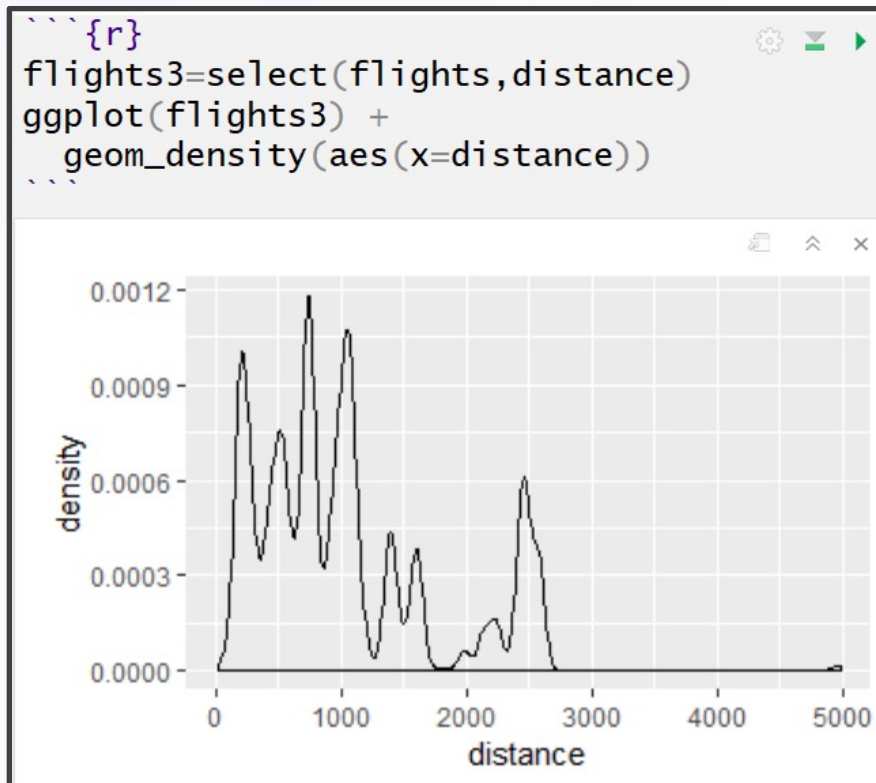 ```{r}
flights3=select(flights,distance)
ggplot(flights3) +
  geom_density(aes(x=distance))
```
0.0012
0.0009
0.0006
0.0003
0.0000
density
0 1000 2000 3000 4000 5000
distance